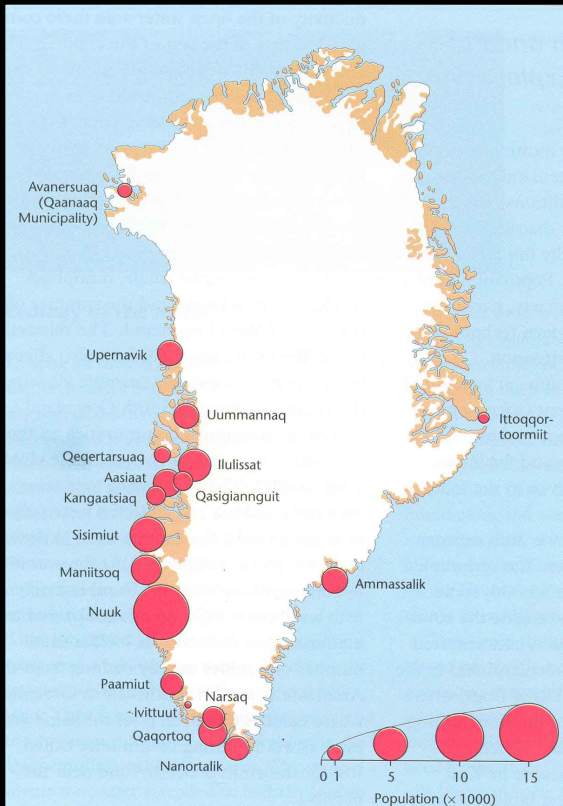 Avanersuaq
(Qaanaaq
Municipality)
Upernavik
Uummannaq
Ittoqqor-
toormiit
Qeqertarsuaq
Ilulissat
Aasiaat
Qasigiannguit
Kangaatsiaq
Sisimiut
Maniitsoq
Ammassalik
Nuuk
Paamiut
Narsaq
Ivittuut
Qaqortoq
Nanortalik
0 1 5 10 15
Population (× 1000)